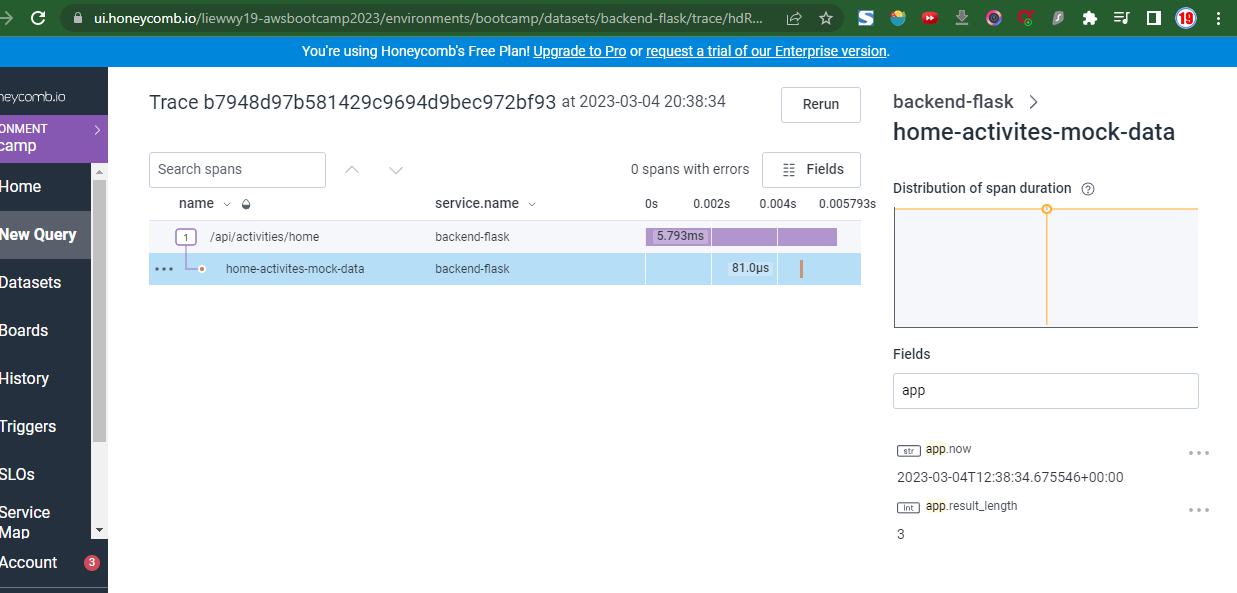 ui.honeycomb.io/liewwy19-awsbootcamp2023/environments/bootcamp/datasets/backend-flask/trace/hdR...
19
You're using Honeycomb's Free Plan! Upgrade to Pro or request a trial of our Enterprise version.
neycomb.io
ONMENT
camp
Home
New Query
Datasets
Boards
History
Triggers
SLOs
Service
Map
Account 3
Trace b7948d97b581429c9694d9bec972bf93 at 2023-03-04 20:38:34
Rerun
Search spans
0 spans with errors
Fields
name service.name 0s 0.002s 0.004s 0.005793s
1 /api/activities/home backend-flask 5.793ms
home-activites-mock-data backend-flask 81.0μs
backend-flask
home-activites-mock-data
Distribution of span duration ?
Fields
app
str app.now
2023-03-04T12:38:34.675546+00:00
int app.result_length
3